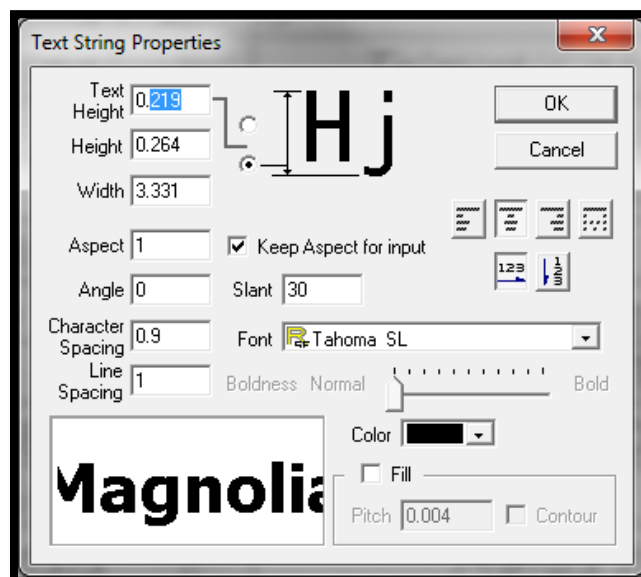 Text String Properties
Text Height 0.219
Hj
OK
Height 0.264
Cancel
Width 3.331
Aspect 1
Keep Aspect for input
123
123
Angle 0
Slant 30
Character Spacing 0.9
Font Tahoma SL
Line Spacing 1
Boldness Normal Bold
Color
Fill
Magnolia
Pitch 0.004
Contour